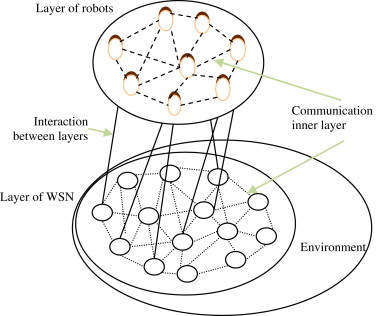 Layer of robots
Interaction
between layers
Communication
inner layer
Layer of WSN
Environment